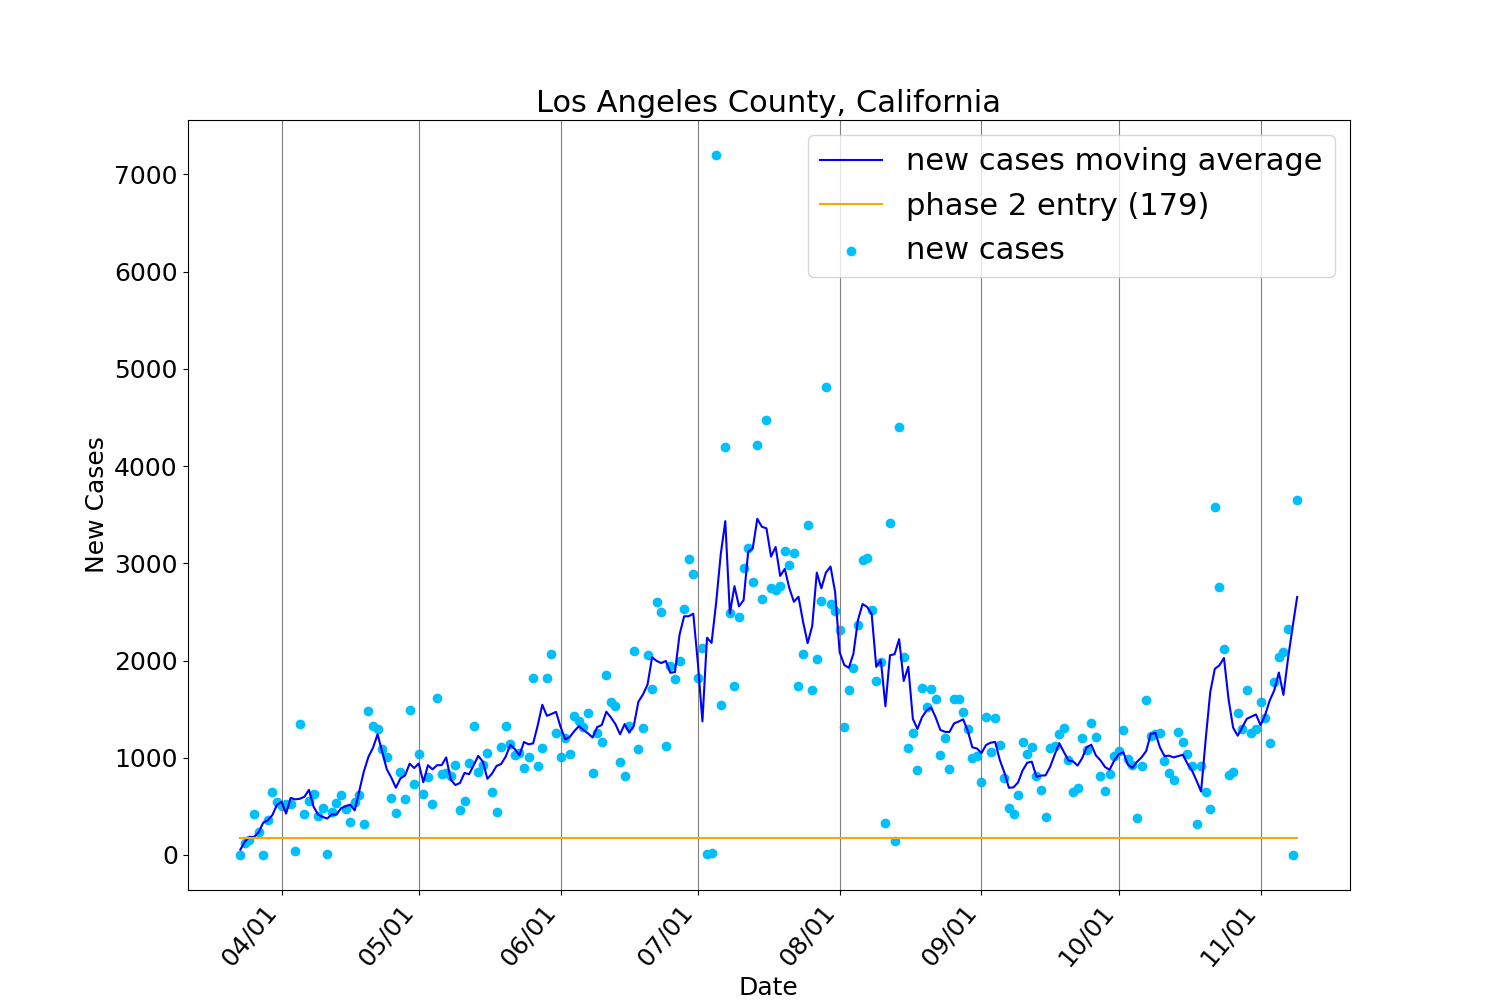 Los Angeles County, California
new cases moving average
phase 2 entry (179)
new cases
7000
6000
5000
4000
3000
2000
1000
0
New Cases
04/01
05/01
06/01
07/01
08/01
09/01
10/01
11/01
Date